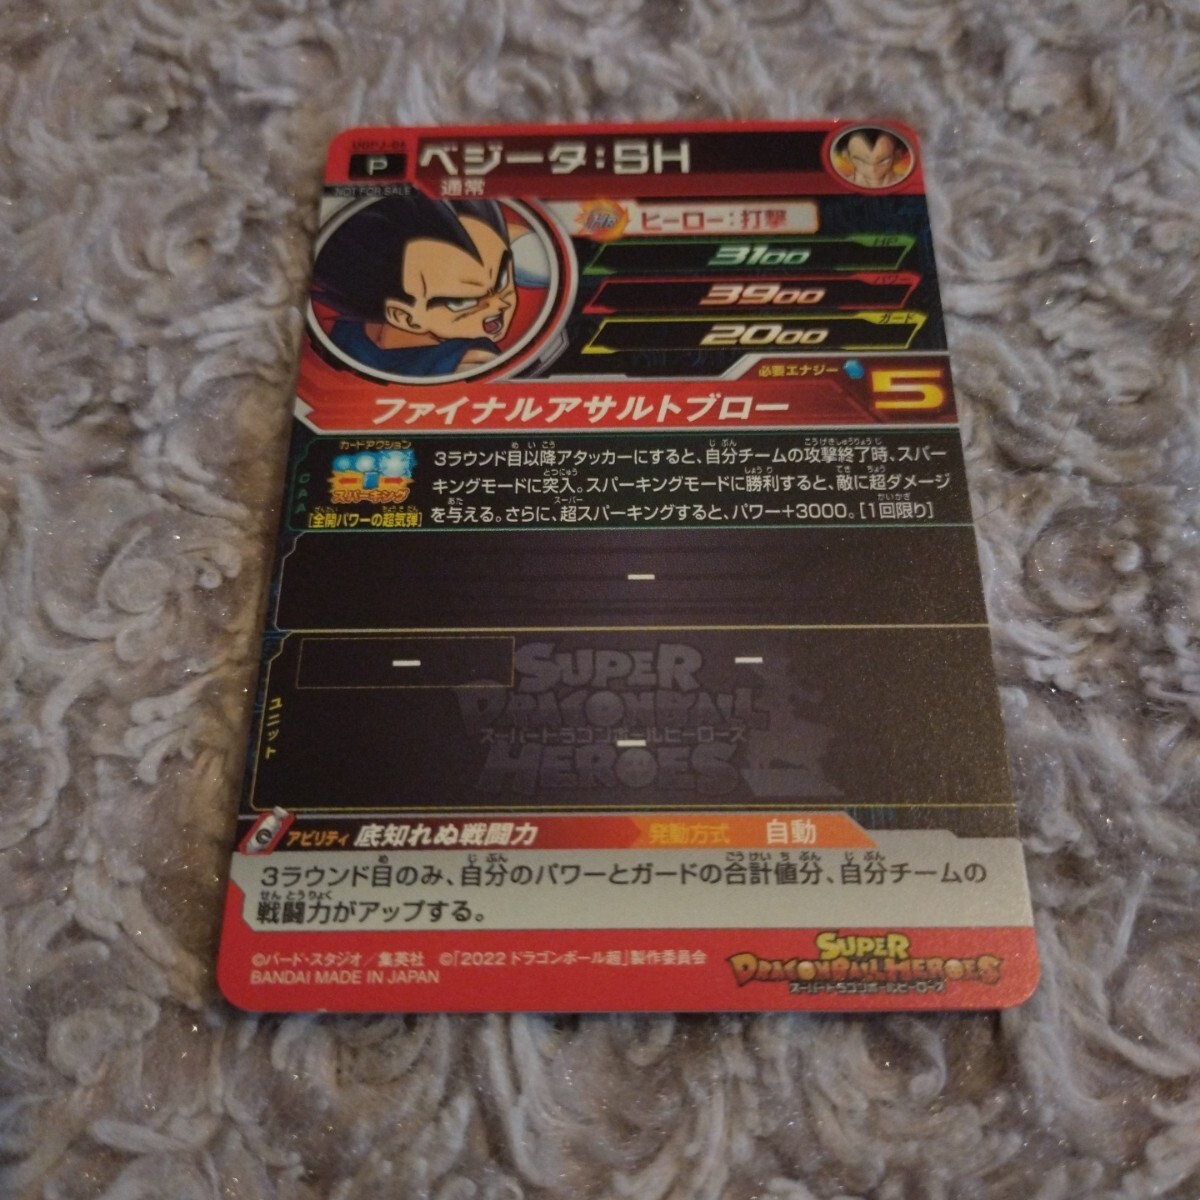 P
NOT FOR SALE
ベジータ:SH
通常
ヒーロー:打撃
HP
3100
パワー
3900
ガード
2000
必要エナジー
5
ファイナルアサルトブロー
カードアクション
スパーキング
[全開パワーの超気弾]
CAA
3ラウンド目以降アタッカーにすると、自分チームの攻撃終了時、スパー
キングモードに突入。スパーキングモードに勝利すると、敵に超ダメージ
を与える。さらに、超スパーキングすると、パワー+3000。[1回限り]
ー
ユニット
ー
ー
ー
SUPER
DRAGONBALL
スーパードラゴンボールヒーローズ
HEROES
アビリティ 底知れぬ戦闘力
発動方式 自動
3ラウンド目のみ、自分のパワーとガードの合計値分、自分チームの
戦闘力がアップする。
©バード・スタジオ/集英社 ©「2022 ドラゴンボール超」製作委員会
BANDAI MADE IN JAPAN
SUPER
DRAGONBALL HEROES
スーパードラゴンボールヒーローズ